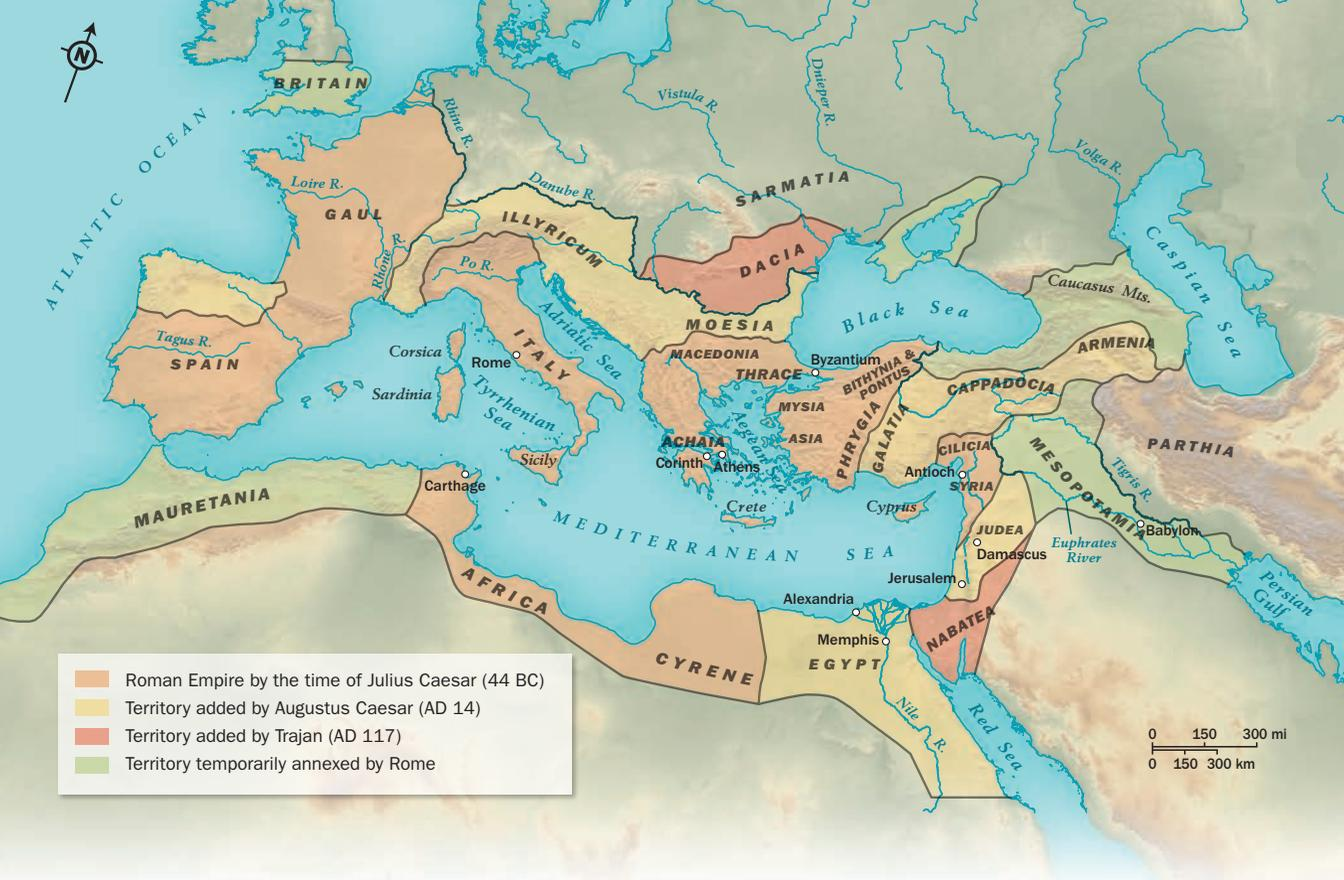 N
BRITAIN
ATLANTIC OCEAN
Rhine R.
Vistula R.
Dnieper R.
Volga R.
Loire R.
GAUL
Danube R.
SARMATIA
ILLYRICUM
Rhone R.
Po R.
DACIA
Caspian Sea
Caucasus Mts.
Black Sea
Adriatic Sea
MOESIA
Tagus R.
SPAIN
Corsica
ITALY
Rome
MACEDONIA
Byzantium
THRACE
BITHYNIA &
PONTUS
ARMENIA
CAPPADOCIA
Sardinia
Tyrrhenian
Sea
Aegean Sea
MYSIA
ASIA
PHRYGIA
GALATIA
ACHAIA
Corinth
Athens
CILICIA
MESOPOTAMIA
PARTHIA
Sicily
Antioch
SYRIA
Tigris R.
Carthage
MAURETANIA
Crete
Cyprus
MEDITERRANEAN SEA
JUDEA
Damascus
Euphrates
River
Babylon
AFRICA
Jerusalem
Persian
Gulf
Alexandria
NABATEA
Memphis
EGYPT
CYRENE
Nile R.
Red Sea
Roman Empire by the time of Julius Caesar (44 BC)
Territory added by Augustus Caesar (AD 14)
Territory added by Trajan (AD 117)
Territory temporarily annexed by Rome
0 150 300 mi
0 150 300 km